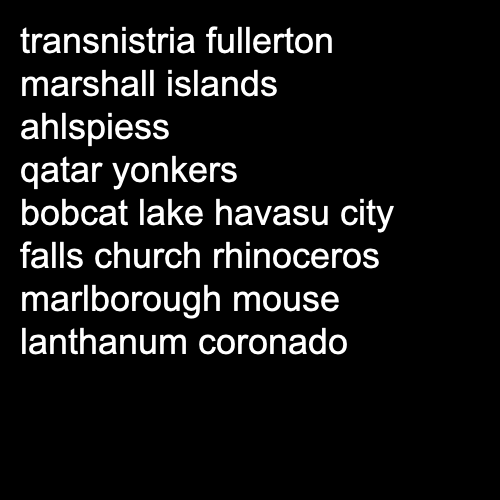 transnistria fullerton
marshall islands
ahlspiess
qatar yonkers
bobcat lake havasu city
falls church rhinoceros
marlborough mouse
lanthanum coronado